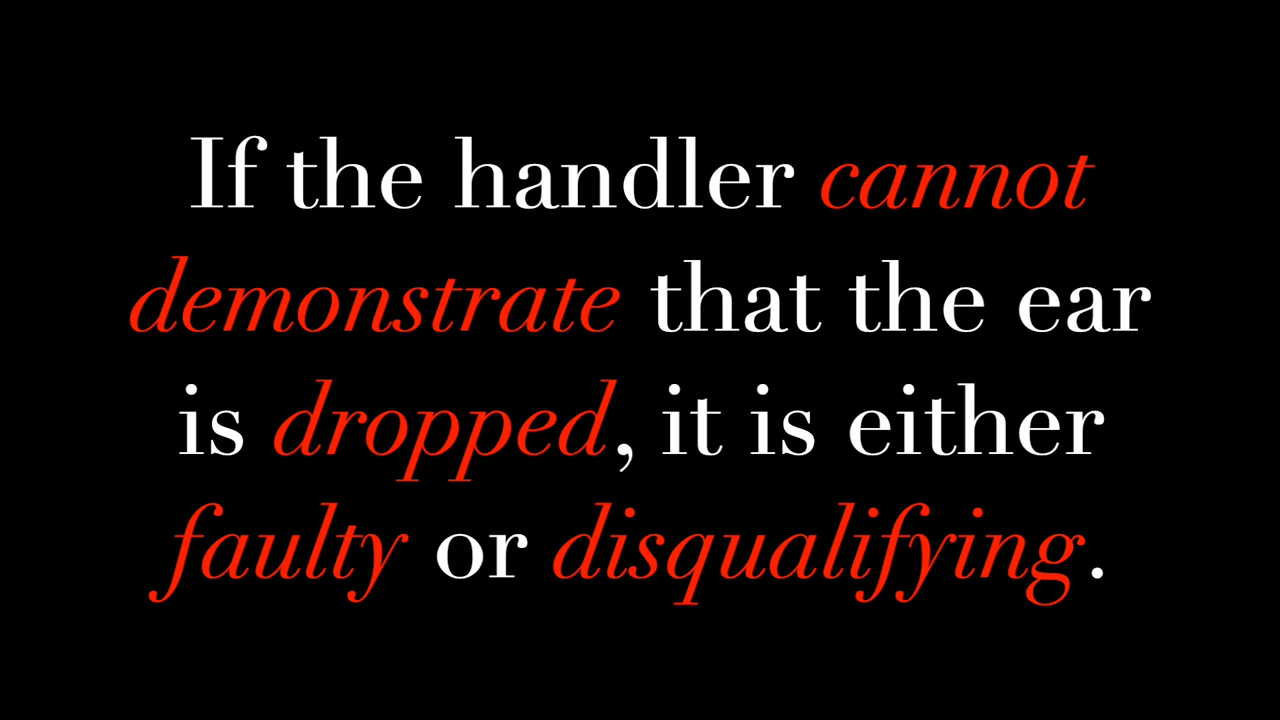 If the handler cannot
demonstrate that the ear
is dropped, it is either
faulty or disqualifying.